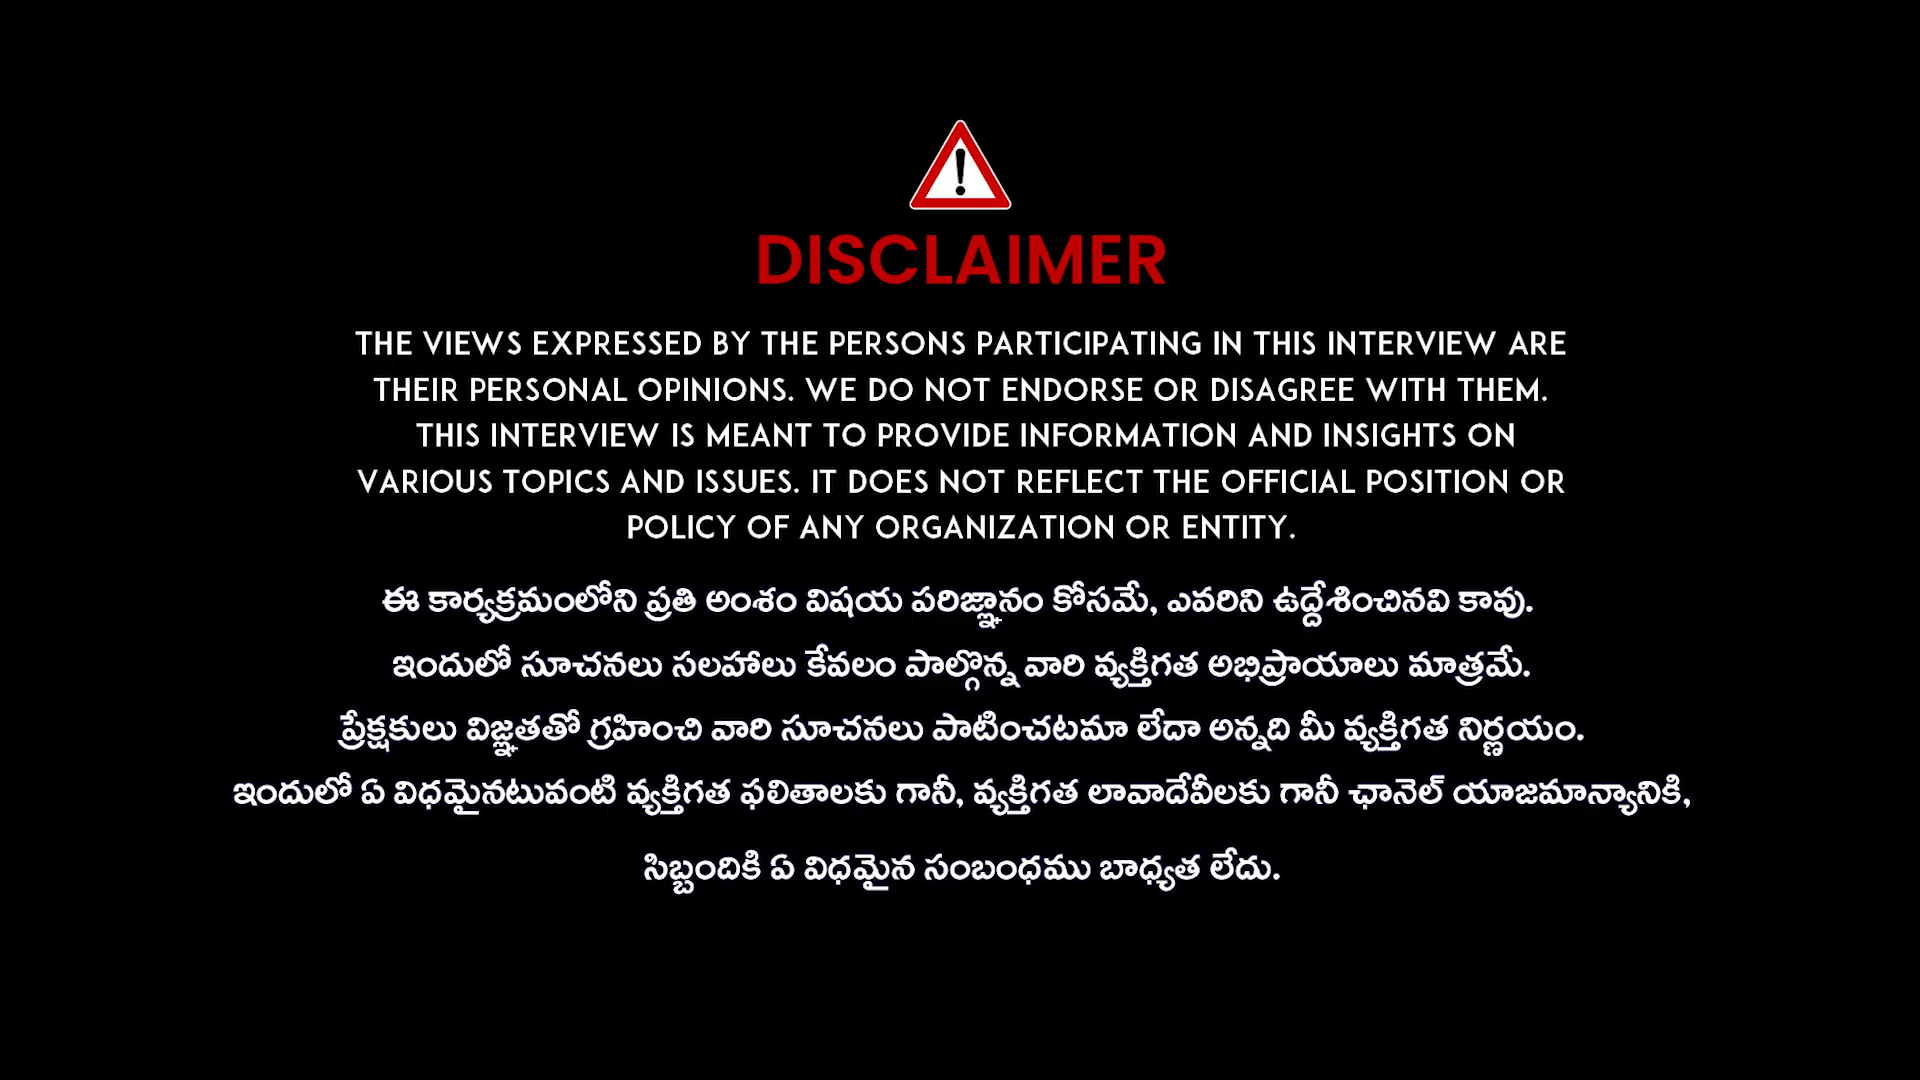 DISCLAIMER
THE VIEWS EXPRESSED BY THE PERSONS PARTICIPATING IN THIS INTERVIEW ARE
THEIR PERSONAL OPINIONS. WE DO NOT ENDORSE OR DISAGREE WITH THEM.
THIS INTERVIEW IS MEANT TO PROVIDE INFORMATION AND INSIGHTS ON
VARIOUS TOPICS AND ISSUES. IT DOES NOT REFLECT THE OFFICIAL POSITION OR
POLICY OF ANY ORGANIZATION OR ENTITY.
ఈ కార్యక్రమంలోని ప్రతి అంశం విషయ పరిజ్ఞానం కోసమే, ఎవరిని ఉద్దేశించినవి కావు.
ఇందులో సూచనలు సలహాలు కేవలం పాల్గొన్న వారి వ్యక్తిగత అభిప్రాయాలు మాత్రమే.
ప్రేక్షకులు విజ్ఞతతో గ్రహించి వారి సూచనలు పాటించటమా లేదా అన్నది మీ వ్యక్తిగత నిర్ణయం.
ఇందులో ఏ విధమైనటువంటి వ్యక్తిగత ఫలితాలకు గానీ, వ్యక్తిగత లావాదేవీలకు గానీ ఛానెల్ యాజమాన్యానికి,
సిబ్బందికి ఏ విధమైన సంబంధము బాధ్యత లేదు.